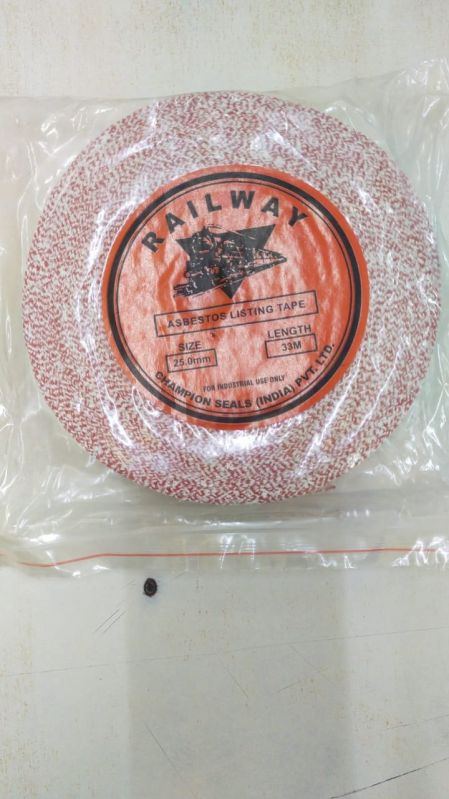 RAILWAY
ASBESTOS LISTING TAPE
SIZE
25.0mm
LENGTH
33M
FOR INDUSTRIAL USE ONLY
CHAMPION SEALS (INDIA) PVT. LTD.